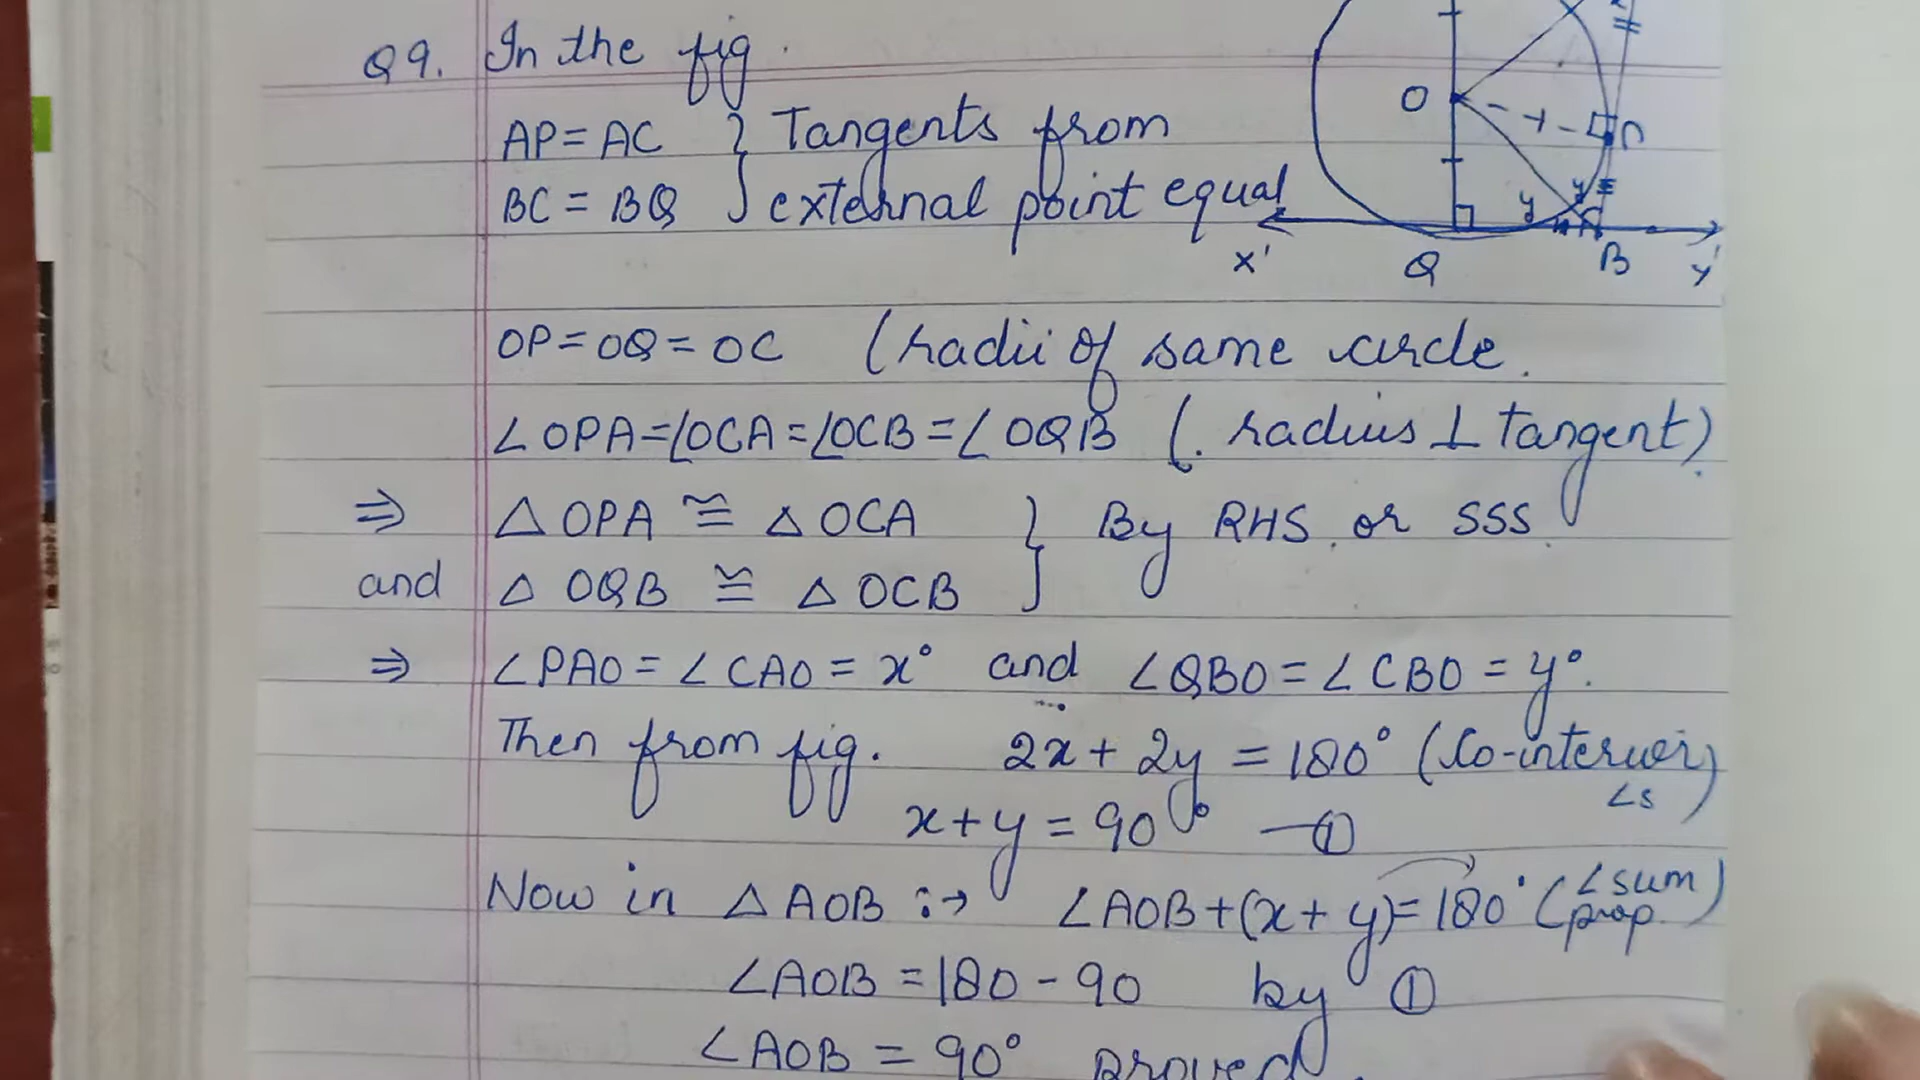 Q9. In the fig.
AP = AC } Tangents from
BC = BQ } external point equal
O
C
y
y
X'
Q
B
Y'
OP = OQ = OC (radii of same circle.
∠OPA = ∠OCA = ∠OCB = ∠OQB (. radius ⊥ tangent).
⇒ △OPA ≅ △OCA } By RHS or SSS.
and △OQB ≅ △OCB }
⇒ ∠PAO = ∠CAO = x° and ∠QBO = ∠CBO = y°.
Then from fig. 2x + 2y = 180° (Co-interior ∠s)
x + y = 90° — ①
Now in △AOB :→ ∠AOB + (x + y) = 180° (∠sum prop.)
∠AOB = 180 - 90 by ①
∠AOB = 90° proved.